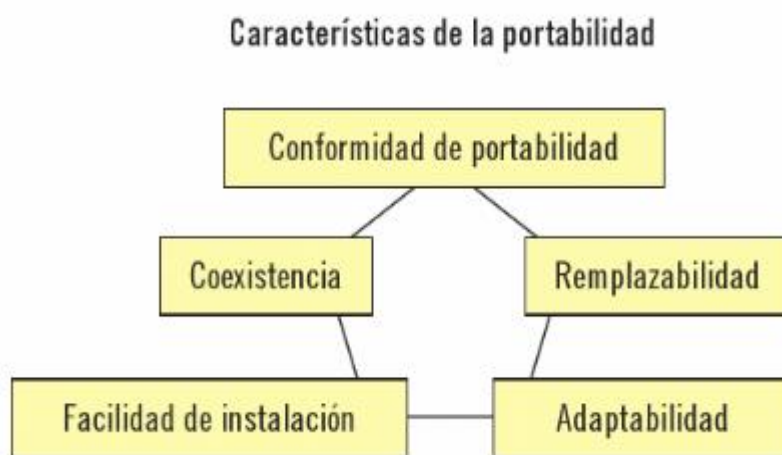 Características de la portabilidad
Conformidad de portabilidad
Coexistencia
Remplazabilidad
Facilidad de instalación
Adaptabilidad